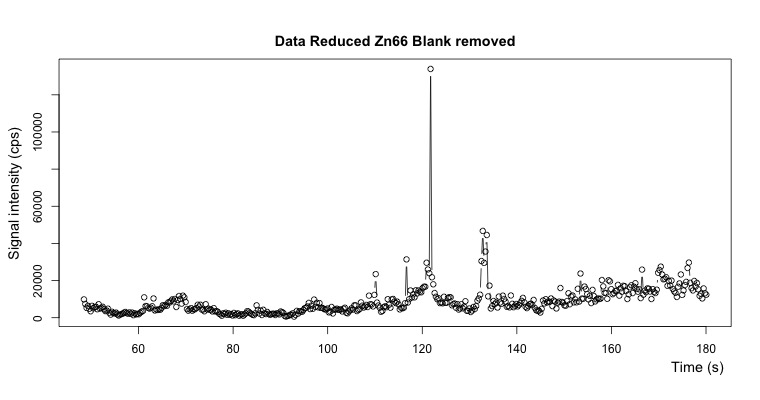 Data Reduced Zn66 Blank removed
Signal intensity (cps)
100000
60000
20000
0
60 80 100 120 140 160 180
Time (s)